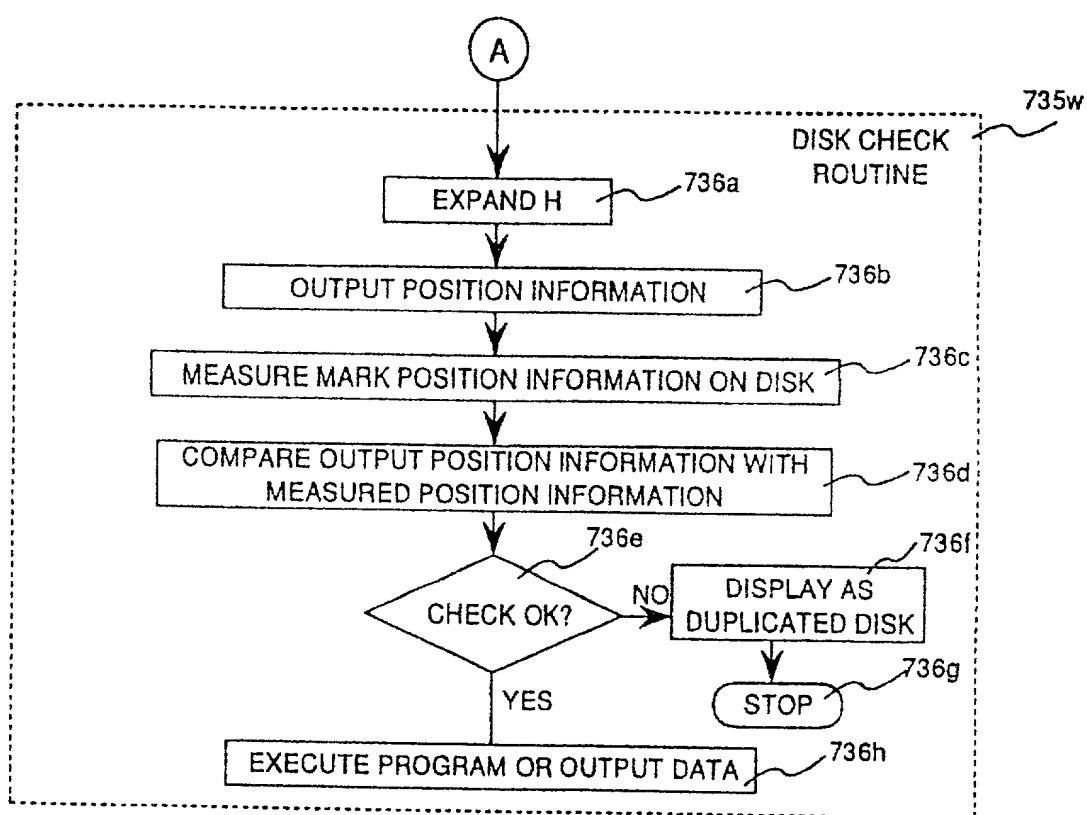 A
735w
DISK CHECK
ROUTINE
EXPAND H
736a
OUTPUT POSITION INFORMATION
736b
MEASURE MARK POSITION INFORMATION ON DISK
736c
COMPARE OUTPUT POSITION INFORMATION WITH
MEASURED POSITION INFORMATION
736d
736e
CHECK OK?
NO
736f
DISPLAY AS
DUPLICATED DISK
736g
STOP
YES
EXECUTE PROGRAM OR OUTPUT DATA
736h